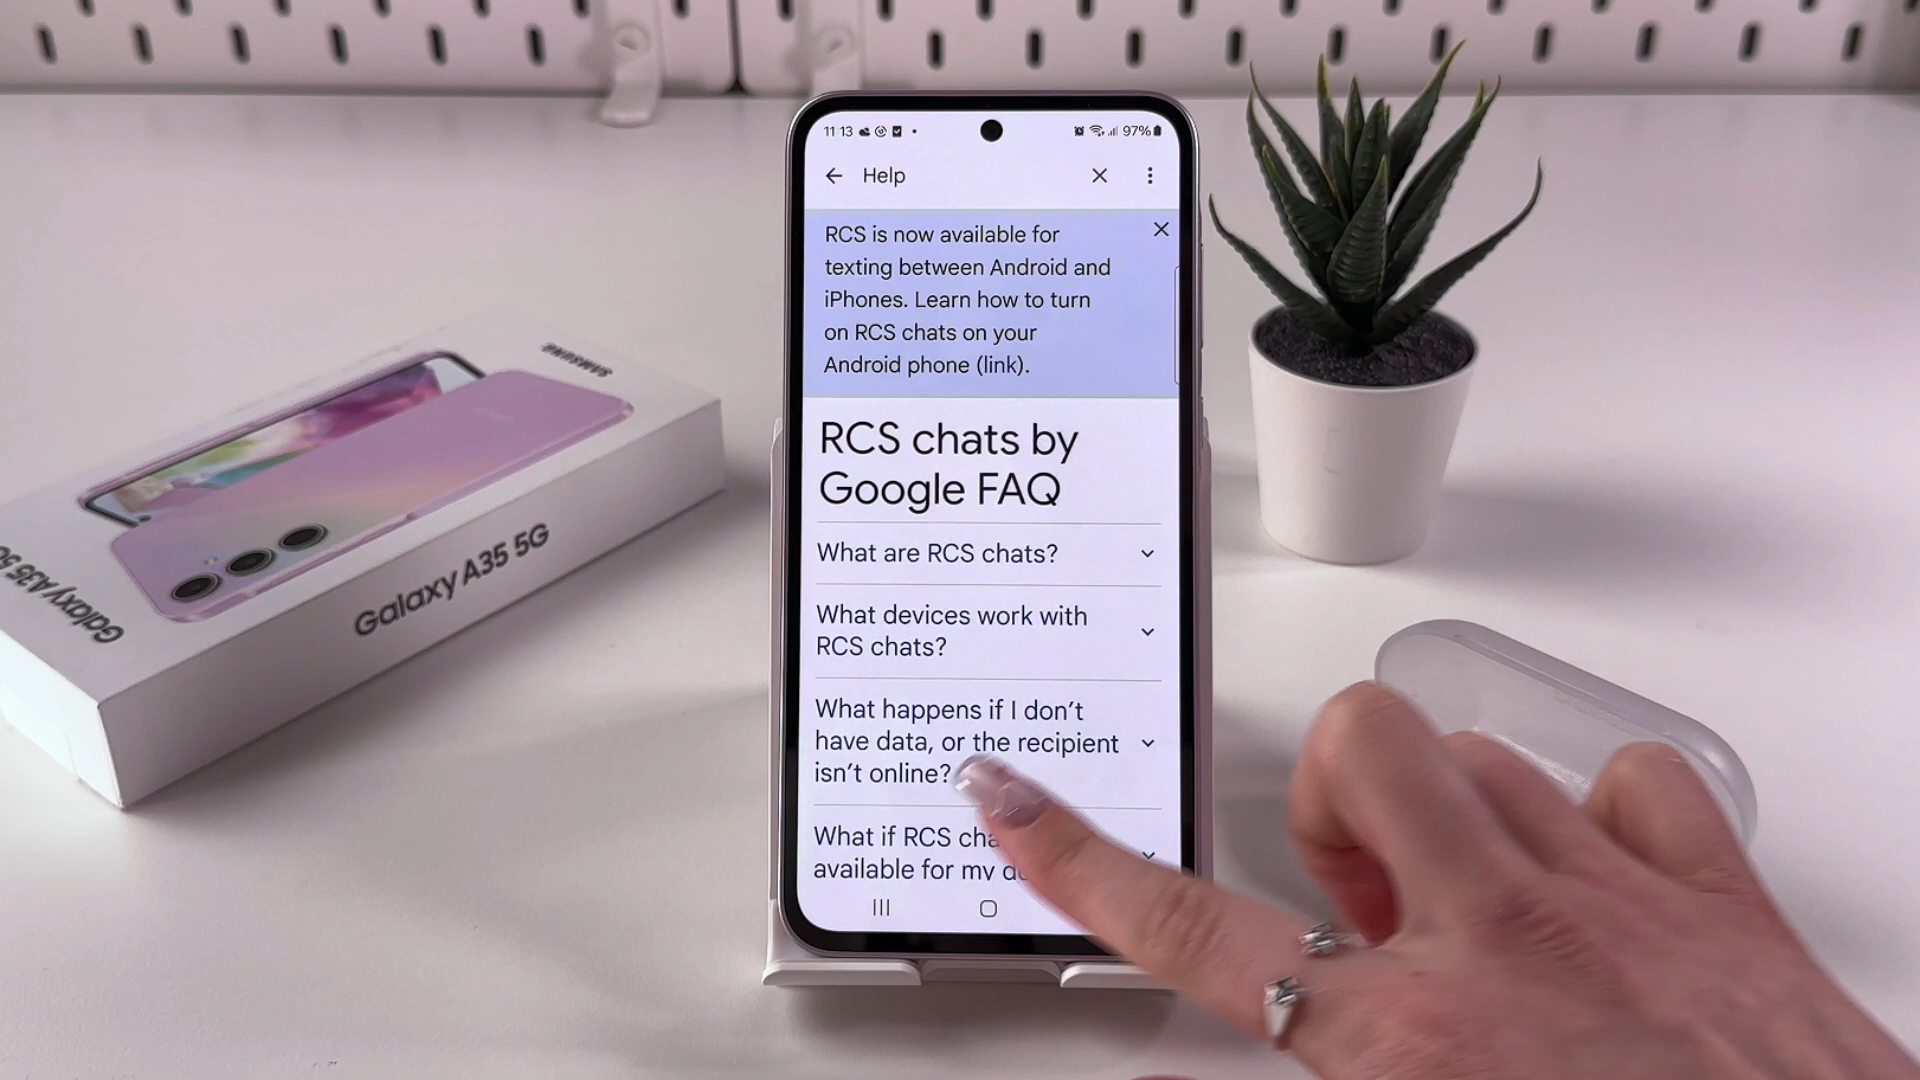 11:13
97%
Help
RCS is now available for
texting between Android and
iPhones. Learn how to turn
on RCS chats on your
Android phone (link).
RCS chats by
Google FAQ
What are RCS chats?
What devices work with
RCS chats?
What happens if I don't
have data, or the recipient
isn't online?
What if RCS
available for my
SAMSUNG
Galaxy A35 5G
Galaxy A35 5G